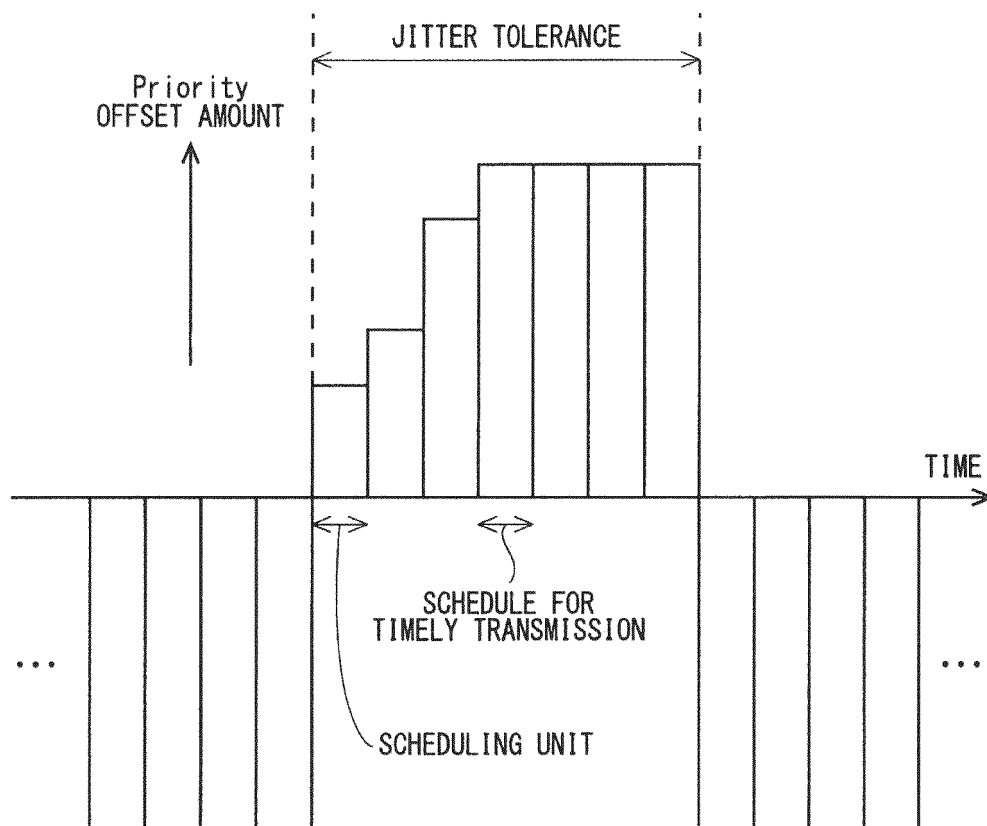 JITTER TOLERANCE
Priority
OFFSET AMOUNT
TIME
SCHEDULE FOR
TIMELY TRANSMISSION
...
...
SCHEDULING UNIT